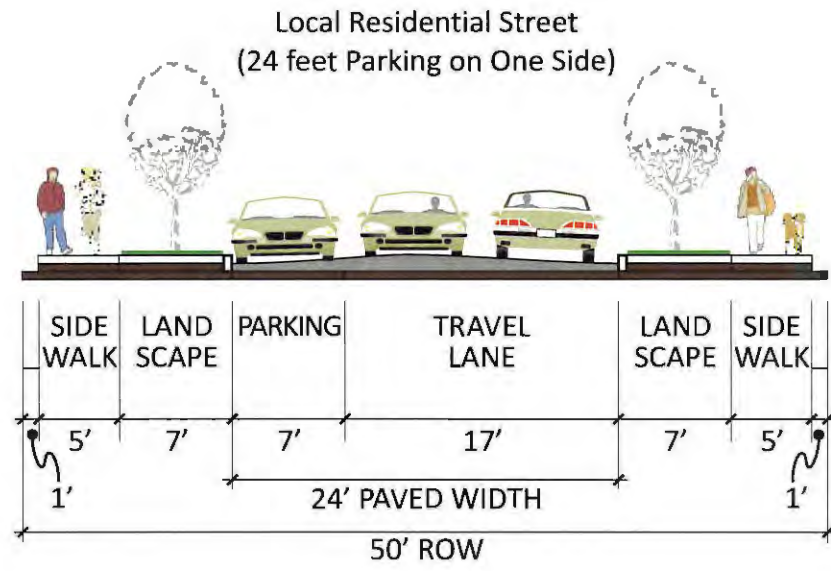 Local Residential Street
(24 feet Parking on One Side)
SIDE WALK
LAND SCAPE
PARKING
TRAVEL LANE
LAND SCAPE
SIDE WALK
5’
7’
7’
17’
7’
5’
1’
24’ PAVED WIDTH
1’
50’ ROW